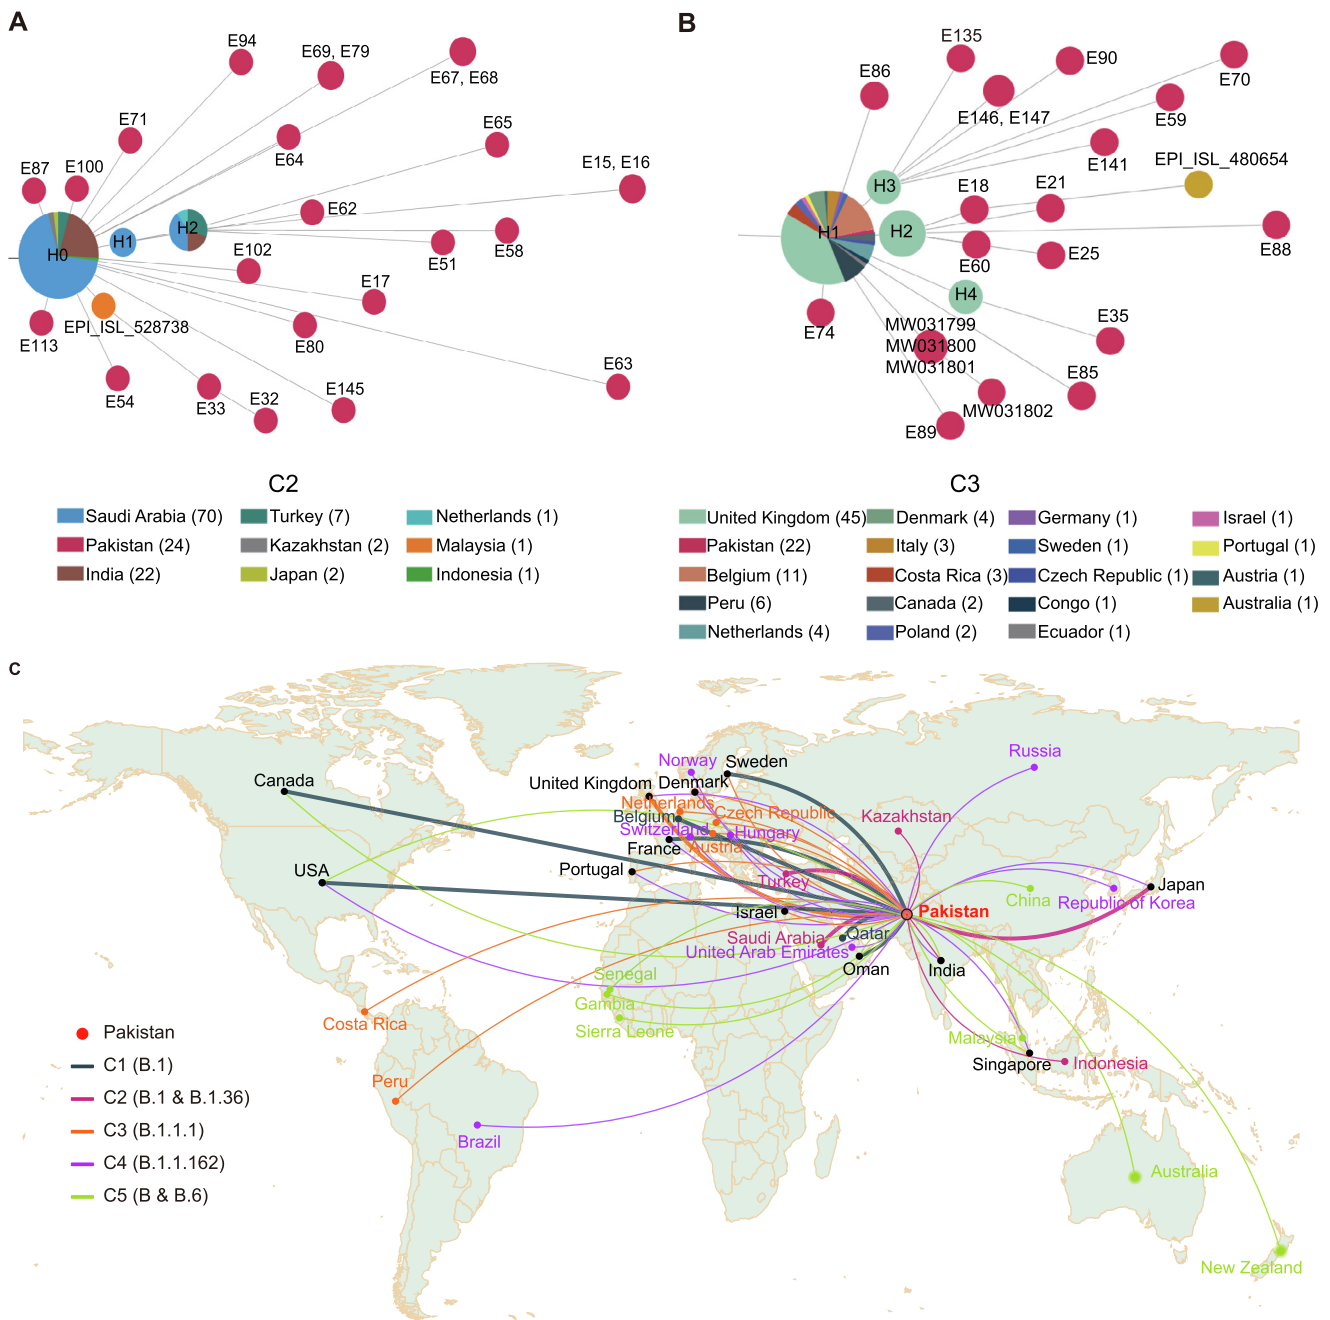 A
E94
E69, E79
E67, E68
E71
E65
E64
E15, E16
E87
E100
E62
H2
H1
H0
E58
E51
E102
E17
EPI_ISL_528738
E113
E80
E63
E54
E33
E32
E145
C2
Saudi Arabia (70)
Turkey (7)
Netherlands (1)
Pakistan (24)
Kazakhstan (2)
Malaysia (1)
India (22)
Japan (2)
Indonesia (1)
B
E135
E90
E70
E86
E146, E147
E59
E141
EPI_ISL_480654
H3
E18
E21
H1
H2
E88
E60
E25
H4
E74
MW031799
MW031800
MW031801
E35
E85
MW031802
E89
C3
United Kingdom (45)
Denmark (4)
Germany (1)
Israel (1)
Pakistan (22)
Italy (3)
Sweden (1)
Portugal (1)
Belgium (11)
Costa Rica (3)
Czech Republic (1)
Austria (1)
Peru (6)
Canada (2)
Congo (1)
Australia (1)
Netherlands (4)
Poland (2)
Ecuador (1)
C
Norway
Sweden
Russia
Canada
United Kingdom
Denmark
Netherlands
Czech Republic
Belgium
Kazakhstan
Switzerland
Hungary
France
Austria
USA
Portugal
Turkey
Japan
China
Republic of Korea
Israel
Pakistan
Saudi Arabia
Qatar
United Arab Emirates
Oman
India
Senegal
Gambia
Costa Rica
Sierra Leone
Malaysia
Singapore
Indonesia
Peru
Brazil
Australia
New Zealand
Pakistan
C1 (B.1)
C2 (B.1 & B.1.36)
C3 (B.1.1.1)
C4 (B.1.1.162)
C5 (B & B.6)